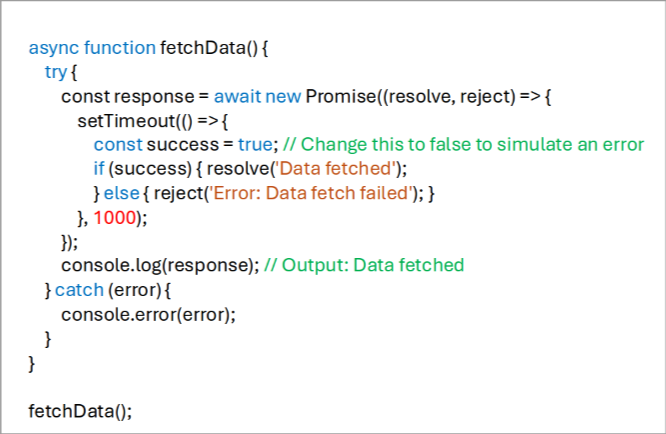 async function fetchData() {
try {
const response = await new Promise((resolve, reject) => {
setTimeout(() => {
const success = true; // Change this to false to simulate an error
if (success) { resolve('Data fetched');
} else { reject('Error: Data fetch failed'); }
}, 1000);
});
console.log(response); // Output: Data fetched
} catch (error) {
console.error(error);
}
}
fetchData();